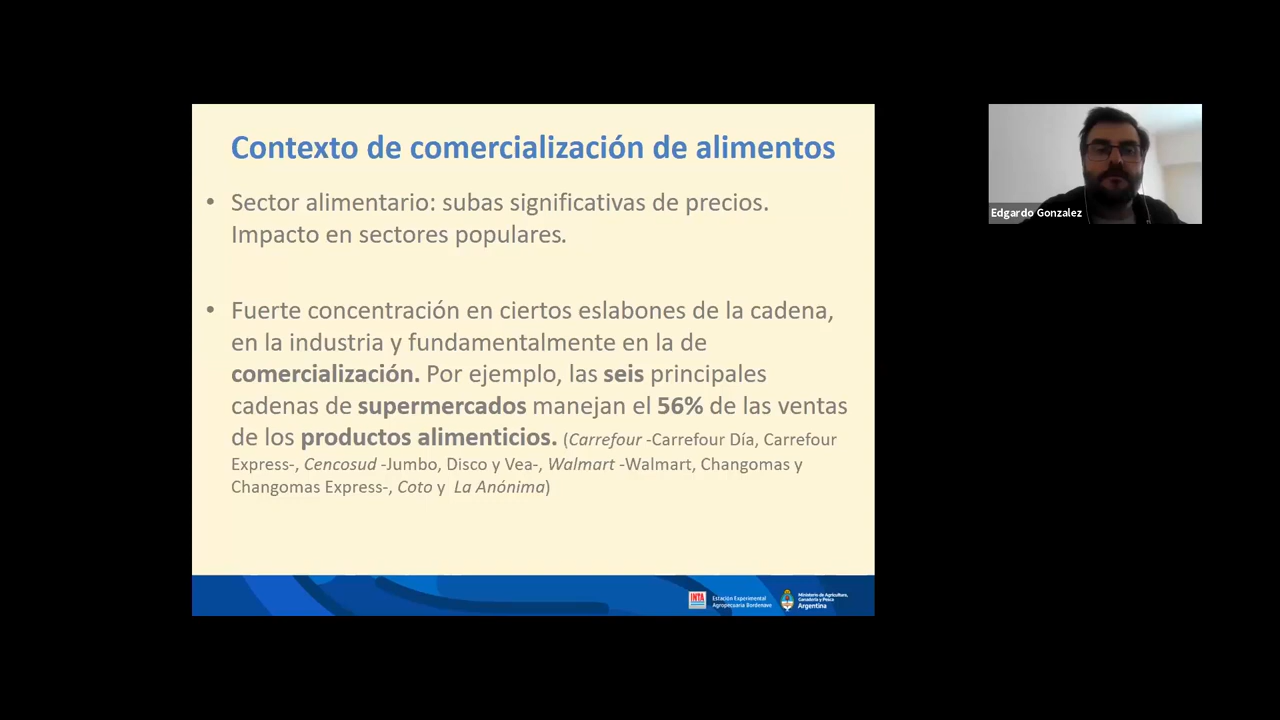 Contexto de comercialización de alimentos
• Sector alimentario: subas significativas de precios.
Impacto en sectores populares.
• Fuerte concentración en ciertos eslabones de la cadena,
en la industria y fundamentalmente en la de
comercialización. Por ejemplo, las seis principales
cadenas de supermercados manejan el 56% de las ventas
de los productos alimenticios. (Carrefour -Carrefour Día, Carrefour
Express-, Cencosud -Jumbo, Disco y Vea-, Walmart -Walmart, Changomas y
Changomas Express-, Coto y La Anónima)
Edgardo Gonzalez
INTA
Estación Experimental
Agropecuaria Bordenave
Ministerio de Agricultura,
Ganadería y Pesca
Argentina